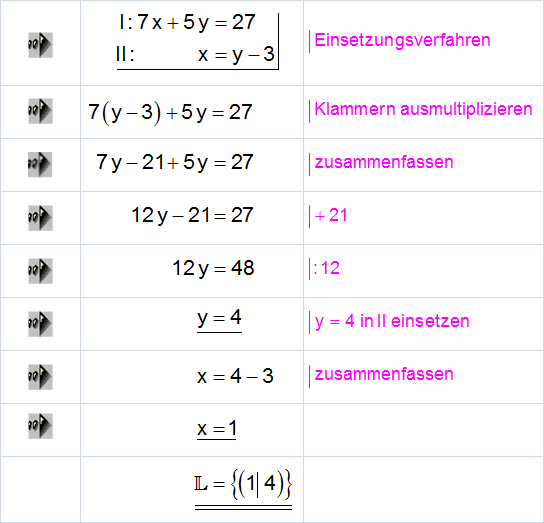 I: 7x + 5y = 27
II: x = y − 3
| Einsetzungsverfahren
7(y − 3) + 5y = 27 | Klammern ausmultiplizieren
7y − 21 + 5y = 27 | zusammenfassen
12y − 21 = 27 | + 21
12y = 48 | : 12
y = 4 | y = 4 in II einsetzen
x = 4 − 3 | zusammenfassen
x = 1
𝕃 = {(1|4)}